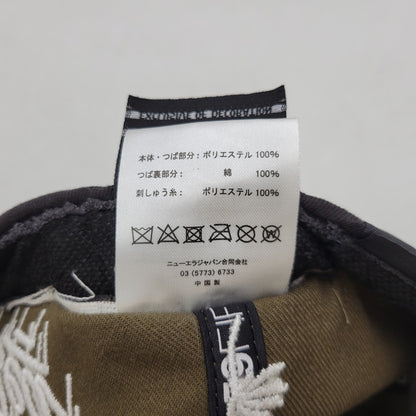 EXCLUSIVE OF DECORATION
本体・つば部分：ポリエステル 100%
つば裏部分： 綿 100%
刺しゅう糸： ポリエステル 100%
ニューエラジャパン合同会社
03 (5773) 6733
中国製